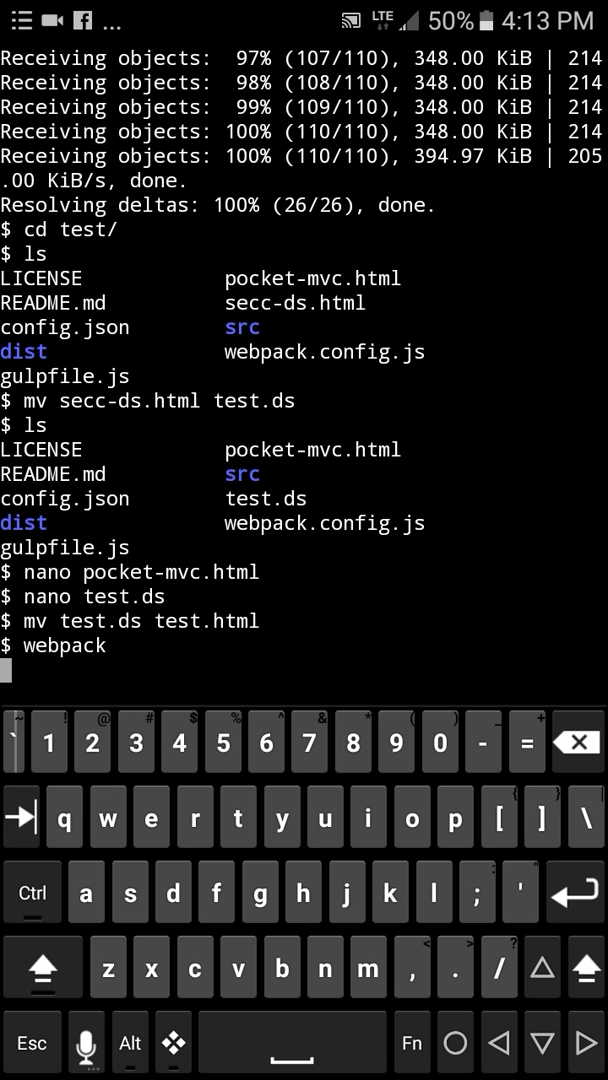 LTE 50% 4:13 PM
Receiving objects:  97% (107/110), 348.00 KiB | 214
Receiving objects:  98% (108/110), 348.00 KiB | 214
Receiving objects:  99% (109/110), 348.00 KiB | 214
Receiving objects: 100% (110/110), 348.00 KiB | 214
Receiving objects: 100% (110/110), 394.97 KiB | 205
.00 KiB/s, done.
Resolving deltas: 100% (26/26), done.
$ cd test/
$ ls
LICENSE            pocket-mvc.html
README.md          secc-ds.html
config.json        src
dist               webpack.config.js
gulpfile.js
$ mv secc-ds.html test.ds
$ ls
LICENSE            pocket-mvc.html
README.md          src
config.json        test.ds
dist               webpack.config.js
gulpfile.js
$ nano pocket-mvc.html
$ nano test.ds
$ mv test.ds test.html
$ webpack
~ ! @ # $ % ^ & * ( ) _ +
` 1 2 3 4 5 6 7 8 9 0 - =
{ } |
q w e r t y u i o p [ ] \
: "
Ctrl a s d f g h j k l ; '
< > ?
z x c v b n m , . /
Esc Alt Fn